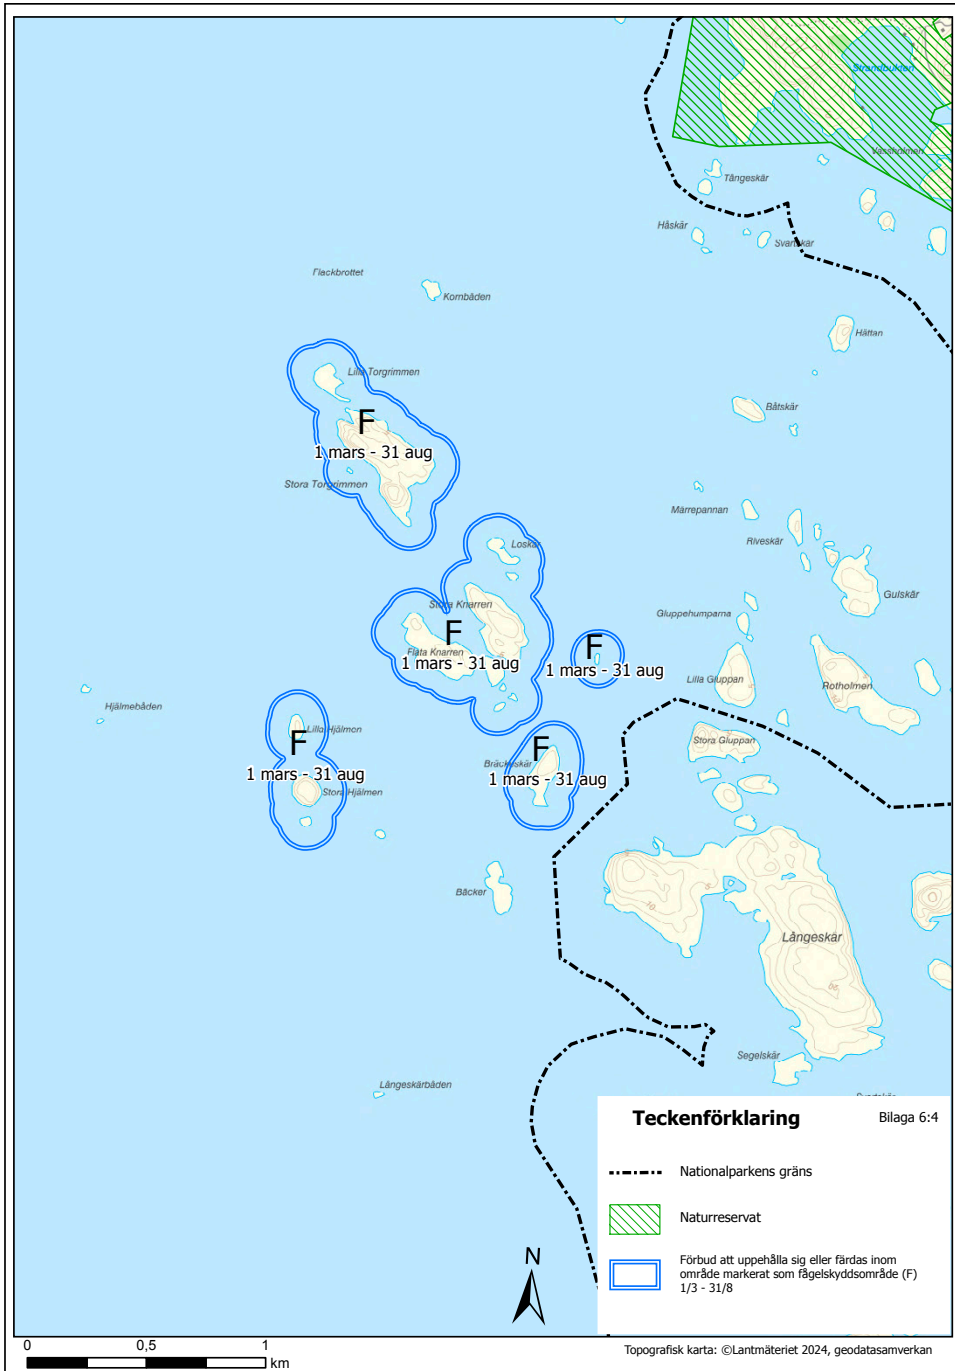 Strandbukten
Vassholmen
Tångeskär
Håskär
Svartskär
Flackbrottet
Kornbåden
Hättan
Lilla Torgrimmen
Båtskär
F
1 mars - 31 aug
Stora Torgrimmen
Märrepannan
Riveskär
Loskär
Gulskär
Stora Knarren
Gluppehumparna
F
Flata Knarren
1 mars - 31 aug
F
1 mars - 31 aug
Lilla Gluppan
Rotholmen
Hjälmebåden
Lilla Hjälmen
F
1 mars - 31 aug
Stora Hjälmen
Stora Gluppan
F
Bräckeskär
1 mars - 31 aug
Bäcker
10
5
Långeskär
Segelskär
Långeskärbåden
Teckenförklaring
Bilaga 6:4
Nationalparkens gräns
Naturreservat
Förbud att uppehålla sig eller färdas inom
område markerat som fågelskyddsområde (F)
1/3 - 31/8
N
0 0,5 1
km
Topografisk karta: ©Lantmäteriet 2024, geodatasamverkan